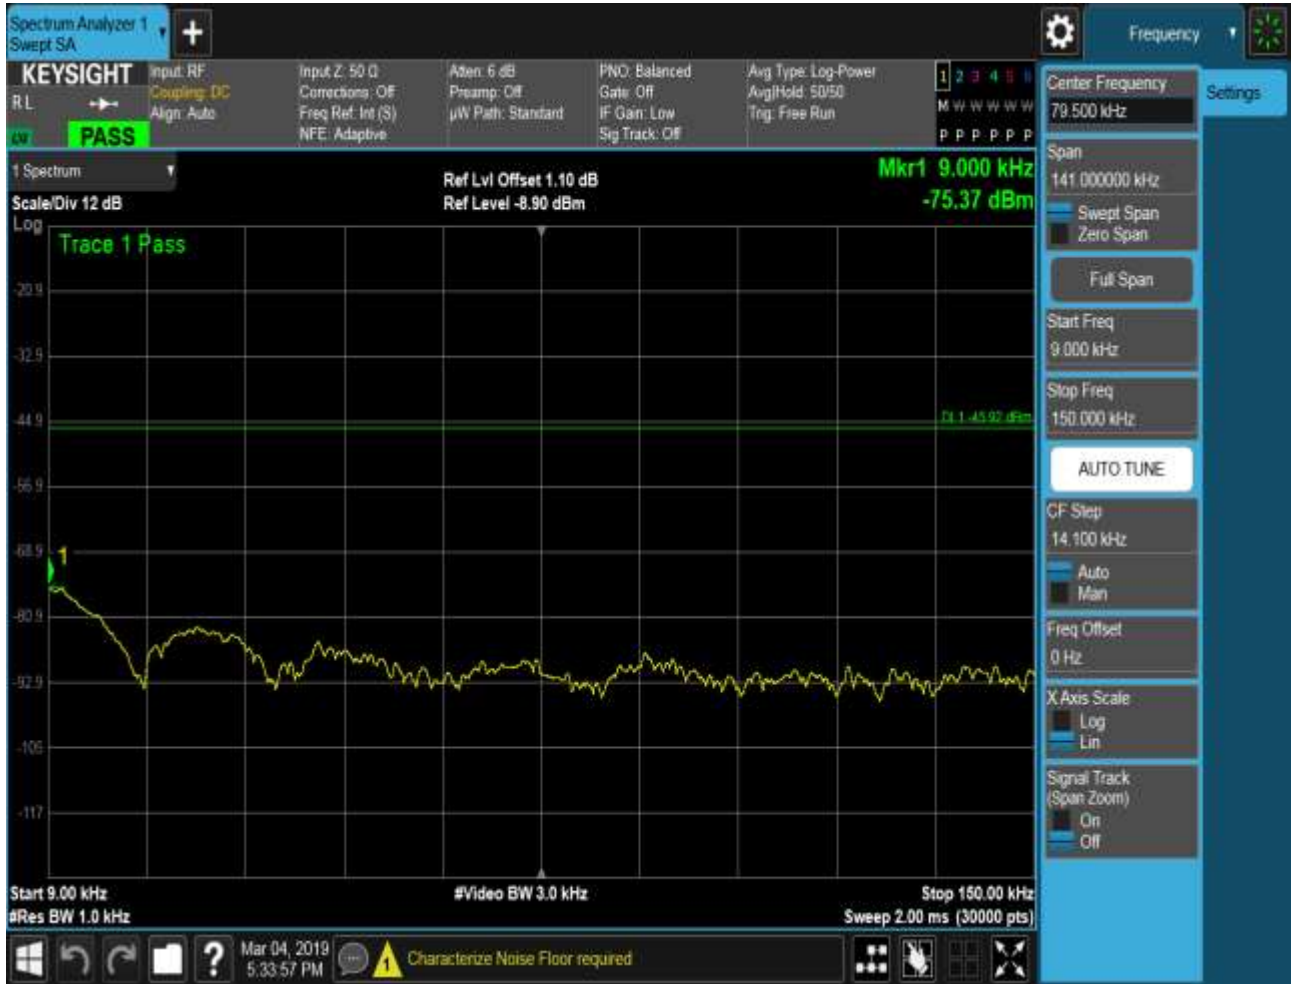 Spectrum Analyzer 1
Swept SA
+
Frequency
KEYSIGHT
RL
PASS
Input: RF
Coupling: DC
Align: Auto
Input Z: 50 Ω
Corrections: Off
Freq Ref: Int (S)
NFE: Adaptive
Atten: 6 dB
Preamp: Off
µW Path: Standard
PNO: Balanced
Gate: Off
IF Gain: Low
Sig Track: Off
Avg Type: Log-Power
Avg|Hold: 50/50
Trig: Free Run
1 2 3 4 5 6
M W W W W W
P P P P P P
1 Spectrum
Scale/Div 12 dB
Log
Ref Lvl Offset 1.10 dB
Ref Level -8.90 dBm
Mkr1 9.000 kHz
-75.37 dBm
Trace 1 Pass
-20.9
-32.9
-44.9
DL1 -45.92 dBm
-56.9
-68.9
1
-80.9
-92.9
-105
-117
Start 9.00 kHz
#Res BW 1.0 kHz
#Video BW 3.0 kHz
Stop 150.00 kHz
Sweep 2.00 ms (30000 pts)
Center Frequency
79.500 kHz
Settings
Span
141.000000 kHz
Swept Span
Zero Span
Full Span
Start Freq
9.000 kHz
Stop Freq
150.000 kHz
AUTO TUNE
CF Step
14.100 kHz
Auto
Man
Freq Offset
0 Hz
X Axis Scale
Log
Lin
Signal Track
(Span Zoom)
On
Off
?
Mar 04, 2019
5:33:57 PM
1
Characterize Noise Floor required